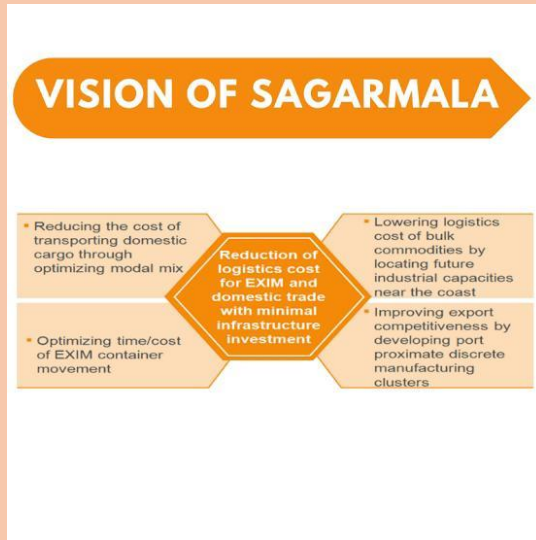 VISION OF SAGARMALA
• Reducing the cost of
transporting domestic
cargo through
optimizing modal mix
• Optimizing time/cost
of EXIM container
movement
Reduction of
logistics cost
for EXIM and
domestic trade
with minimal
infrastructure
investment
• Lowering logistics
cost of bulk
commodities by
locating future
industrial capacities
near the coast
• Improving export
competitiveness by
developing port
proximate discrete
manufacturing
clusters